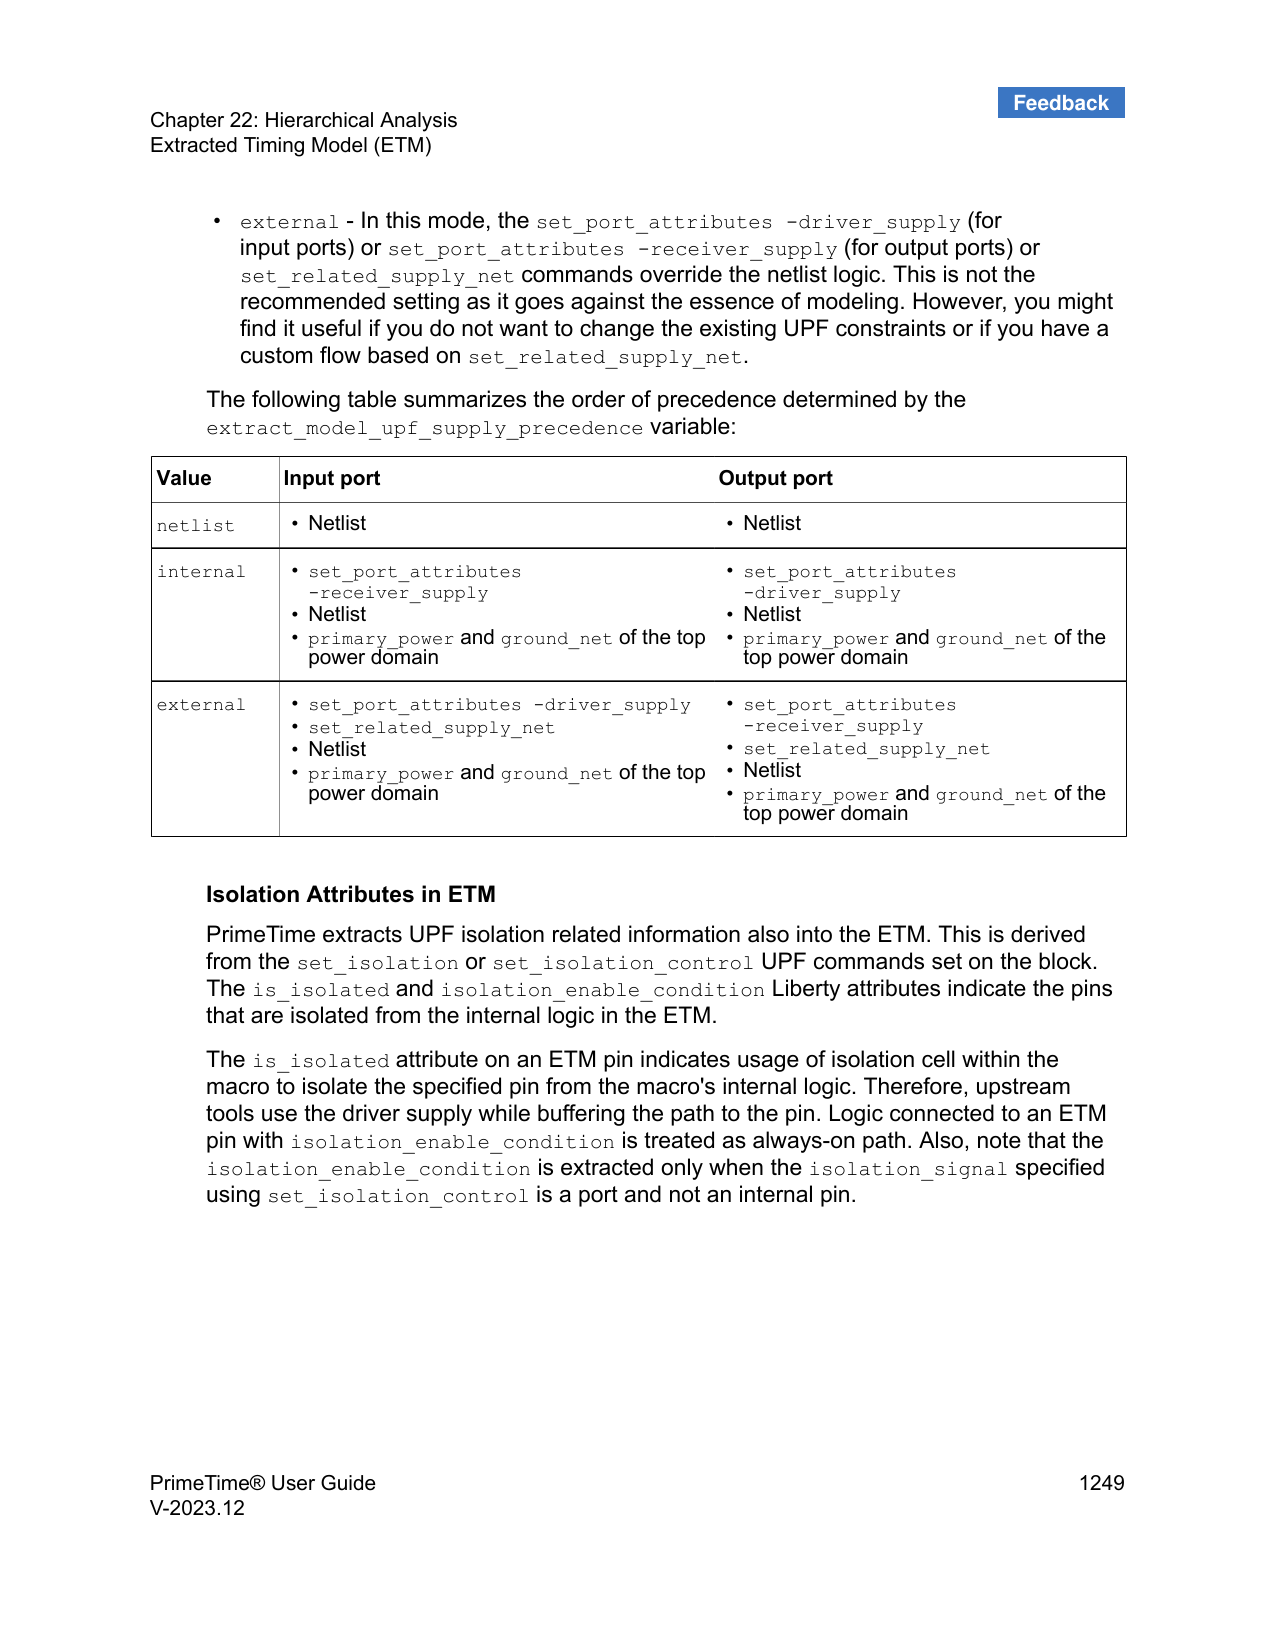 Feedback
Chapter 22: Hierarchical Analysis
Extracted Timing Model (ETM)
• external - In this mode, the set_port_attributes -driver_supply (for
input ports) or set_port_attributes -receiver_supply (for output ports) or
set_related_supply_net commands override the netlist logic. This is not the
recommended setting as it goes against the essence of modeling. However, you might
find it useful if you do not want to change the existing UPF constraints or if you have a
custom flow based on set_related_supply_net.
The following table summarizes the order of precedence determined by the
extract_model_upf_supply_precedence variable:
Value Input port Output port
netlist • Netlist • Netlist
internal • set_port_attributes
-receiver_supply
• Netlist
• primary_power and ground_net of the top
power domain
• set_port_attributes
-driver_supply
• Netlist
• primary_power and ground_net of the
top power domain
external • set_port_attributes -driver_supply
• set_related_supply_net
• Netlist
• primary_power and ground_net of the top
power domain
• set_port_attributes
-receiver_supply
• set_related_supply_net
• Netlist
• primary_power and ground_net of the
top power domain
Isolation Attributes in ETM
PrimeTime extracts UPF isolation related information also into the ETM. This is derived
from the set_isolation or set_isolation_control UPF commands set on the block.
The is_isolated and isolation_enable_condition Liberty attributes indicate the pins
that are isolated from the internal logic in the ETM.
The is_isolated attribute on an ETM pin indicates usage of isolation cell within the
macro to isolate the specified pin from the macro's internal logic. Therefore, upstream
tools use the driver supply while buffering the path to the pin. Logic connected to an ETM
pin with isolation_enable_condition is treated as always-on path. Also, note that the
isolation_enable_condition is extracted only when the isolation_signal specified
using set_isolation_control is a port and not an internal pin.
PrimeTime® User Guide 1249
V-2023.12